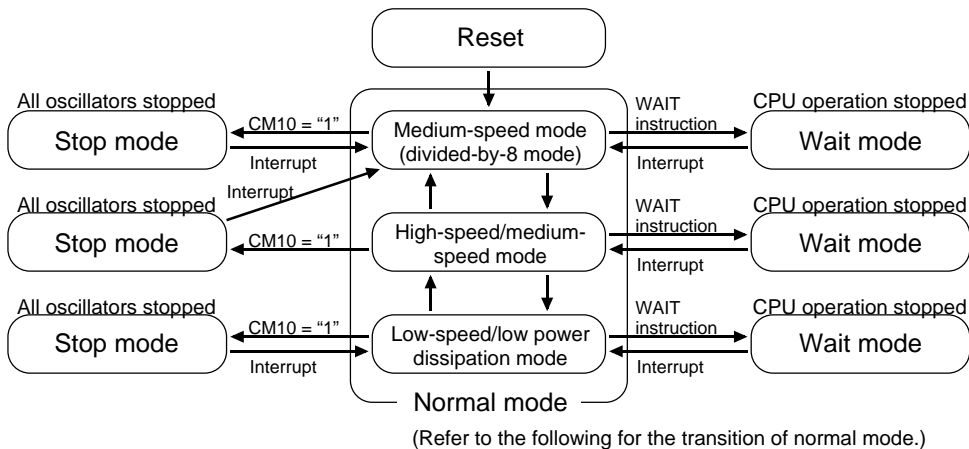 Reset
All oscillators stopped
Stop mode
CM10 = “1”
Interrupt
Medium-speed mode
(divided-by-8 mode)
WAIT
instruction
Interrupt
CPU operation stopped
Wait mode
Interrupt
All oscillators stopped
Stop mode
CM10 = “1”
High-speed/medium-
speed mode
WAIT
instruction
Interrupt
CPU operation stopped
Wait mode
All oscillators stopped
Stop mode
CM10 = “1”
Interrupt
Low-speed/low power
dissipation mode
WAIT
instruction
Interrupt
CPU operation stopped
Wait mode
Normal mode
(Refer to the following for the transition of normal mode.)